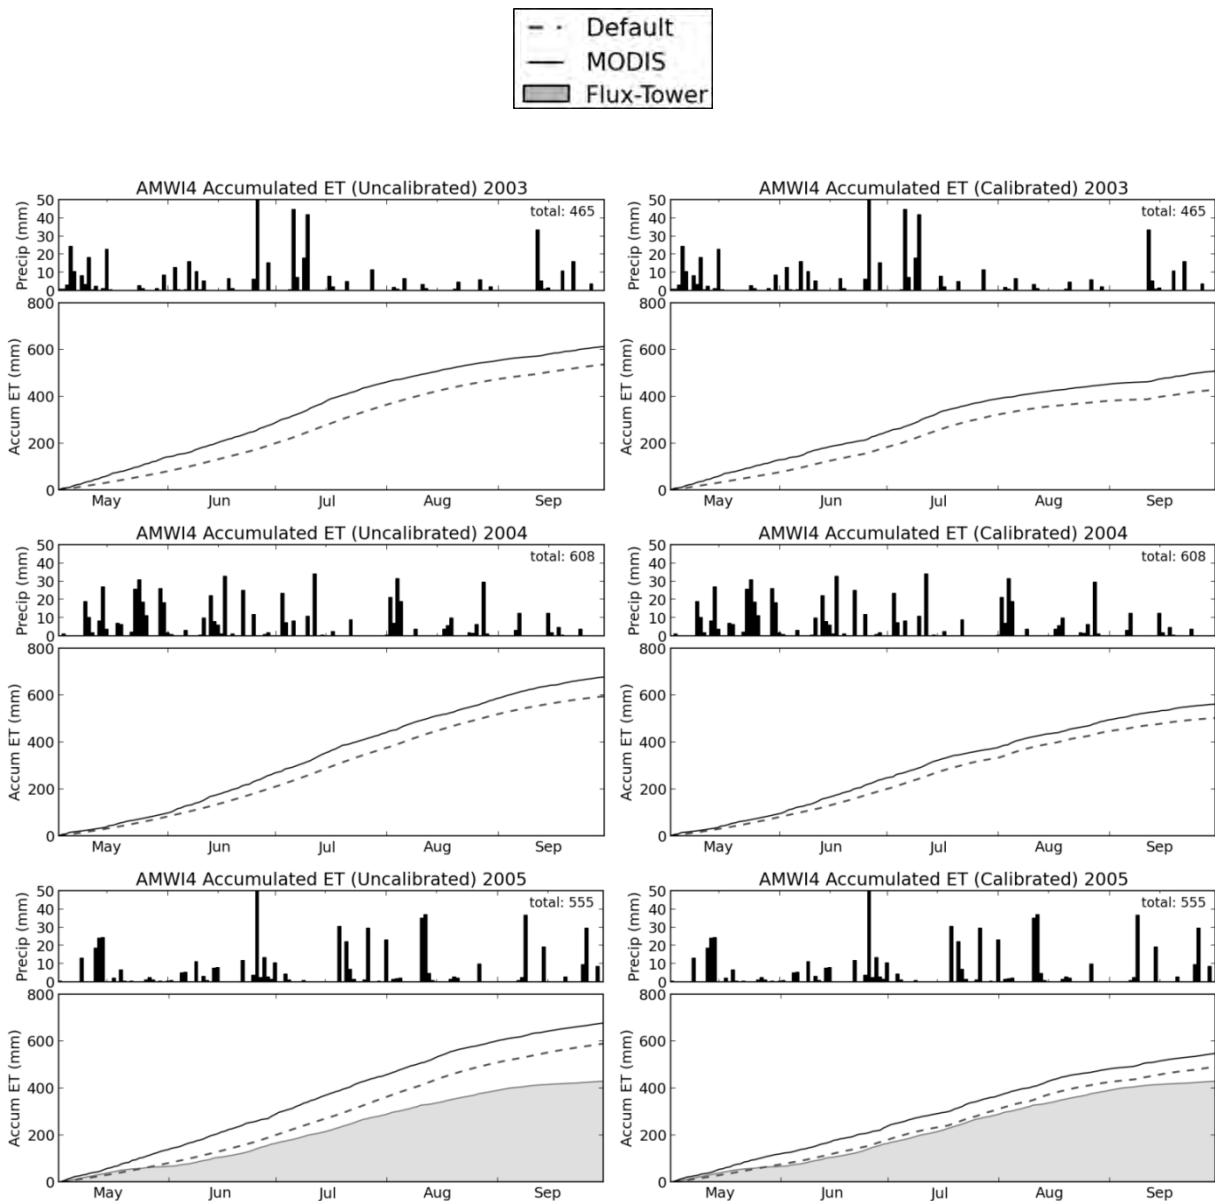 Default
MODIS
Flux-Tower
AMWI4 Accumulated ET (Uncalibrated) 2003
Precip (mm)
50
40
30
20
10
0
total: 465
Accum ET (mm)
800
600
400
200
0
May Jun Jul Aug Sep
AMWI4 Accumulated ET (Calibrated) 2003
Precip (mm)
50
40
30
20
10
0
total: 465
Accum ET (mm)
800
600
400
200
0
May Jun Jul Aug Sep
AMWI4 Accumulated ET (Uncalibrated) 2004
Precip (mm)
50
40
30
20
10
0
total: 608
Accum ET (mm)
800
600
400
200
0
May Jun Jul Aug Sep
AMWI4 Accumulated ET (Calibrated) 2004
Precip (mm)
50
40
30
20
10
0
total: 608
Accum ET (mm)
800
600
400
200
0
May Jun Jul Aug Sep
AMWI4 Accumulated ET (Uncalibrated) 2005
Precip (mm)
50
40
30
20
10
0
total: 555
Accum ET (mm)
800
600
400
200
0
May Jun Jul Aug Sep
AMWI4 Accumulated ET (Calibrated) 2005
Precip (mm)
50
40
30
20
10
0
total: 555
Accum ET (mm)
800
600
400
200
0
May Jun Jul Aug Sep